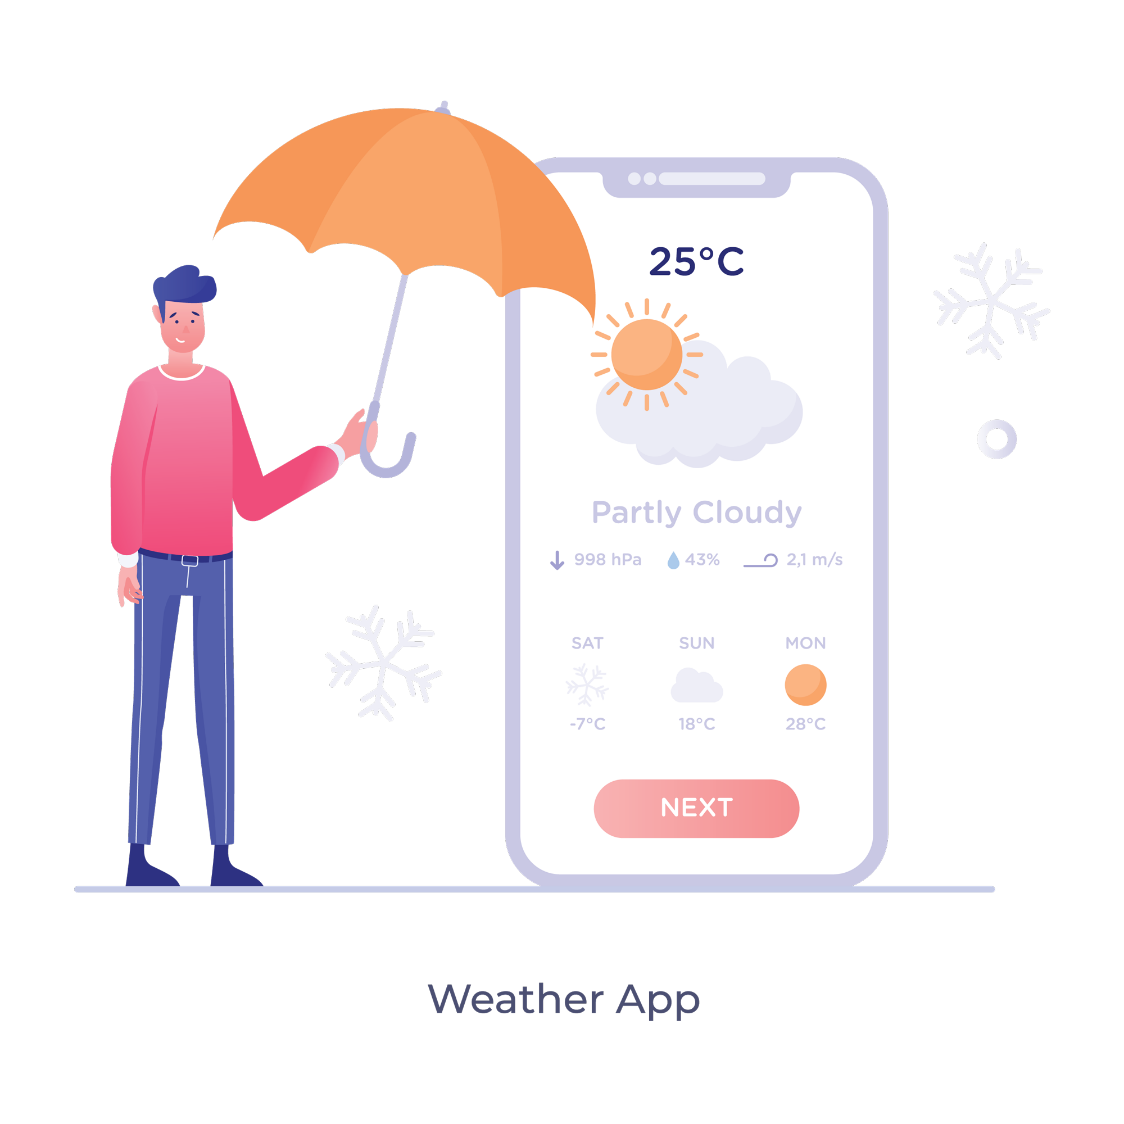 25°C
Partly Cloudy
998 hPa 43% 2,1 m/s
SAT SUN MON
-7°C 18°C 28°C
NEXT
Weather App